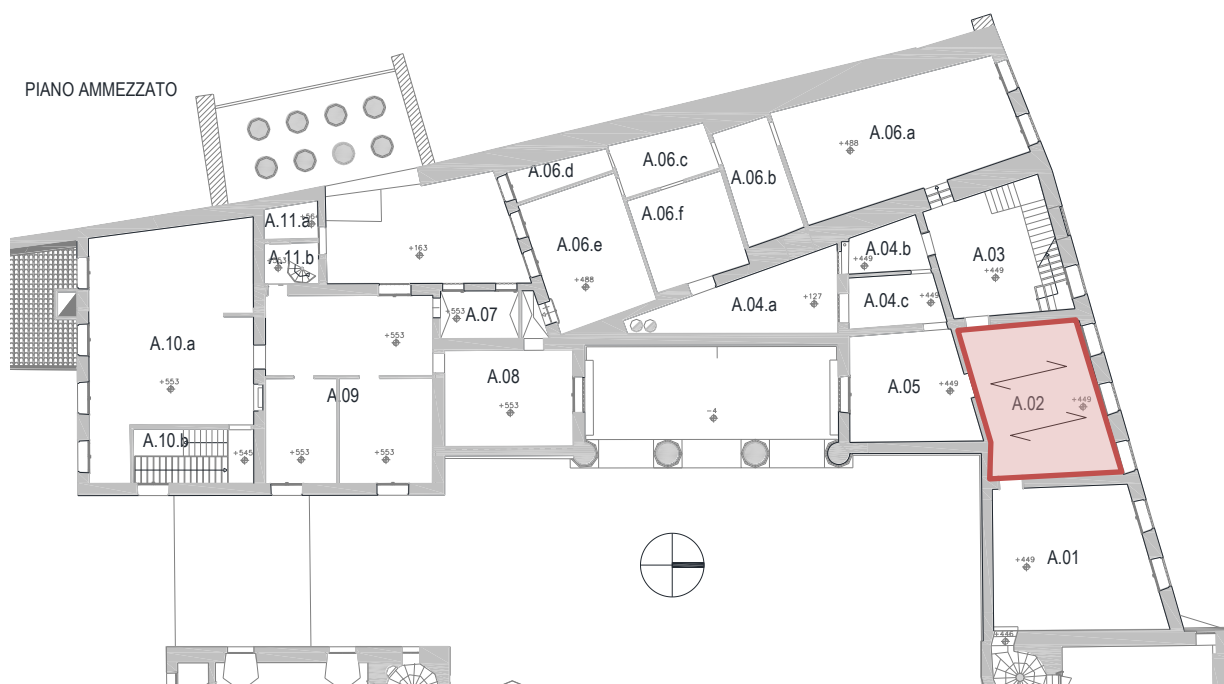 PIANO AMMEZZATO
A.06.a
+488
A.06.c
A.06.d
A.06.b
A.06.f
A.11.a
+564
A.06.e
+488
A.04.b
+449
A.03
+449
A.11.b
+553
+163
A.04.a
+127
A.04.c
+449
A.07
+553
A.10.a
+553
+553
A.08
+553
A.09
A.05
+449
A.02
+449
-4
A.10.b
+545
+553
+553
A.01
+449
+446